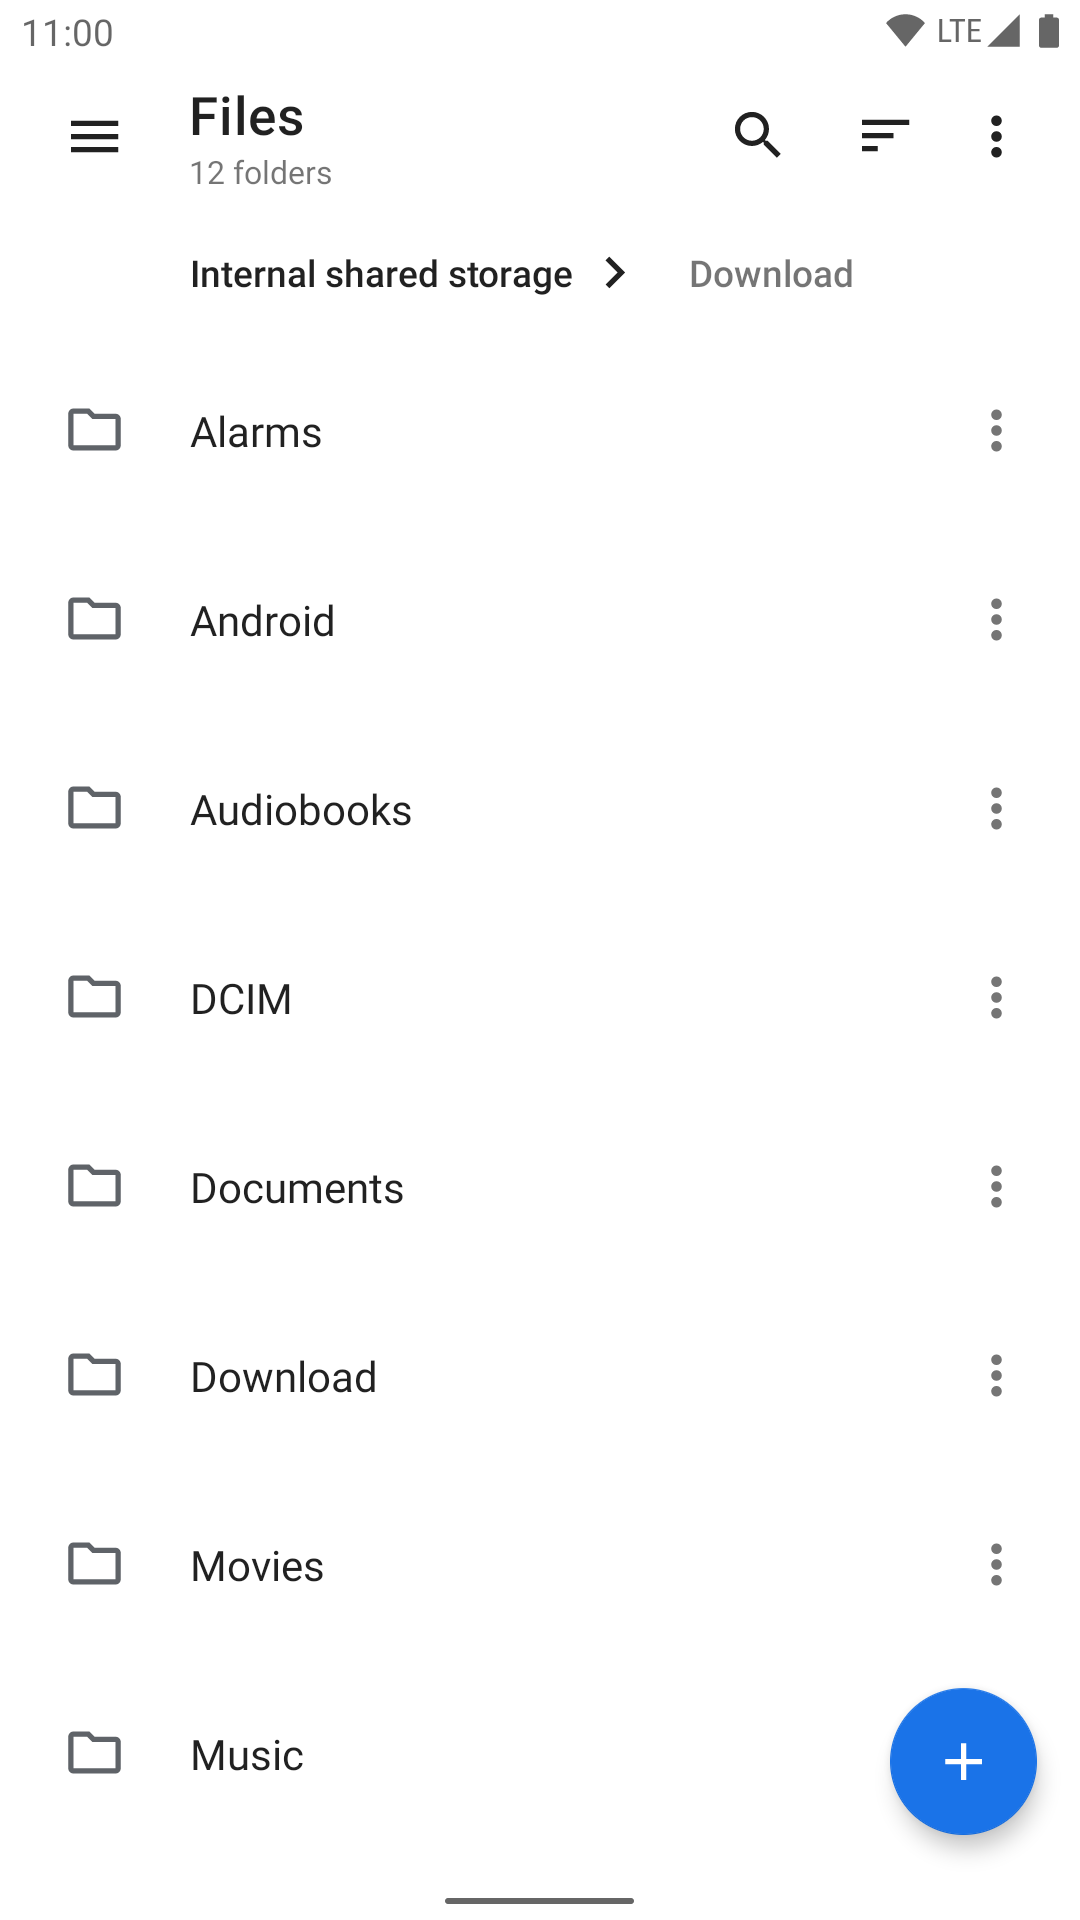 11:00 LTE
Files
12 folders
Internal shared storage Download
Alarms
Android
Audiobooks
DCIM
Documents
Download
Movies
Music